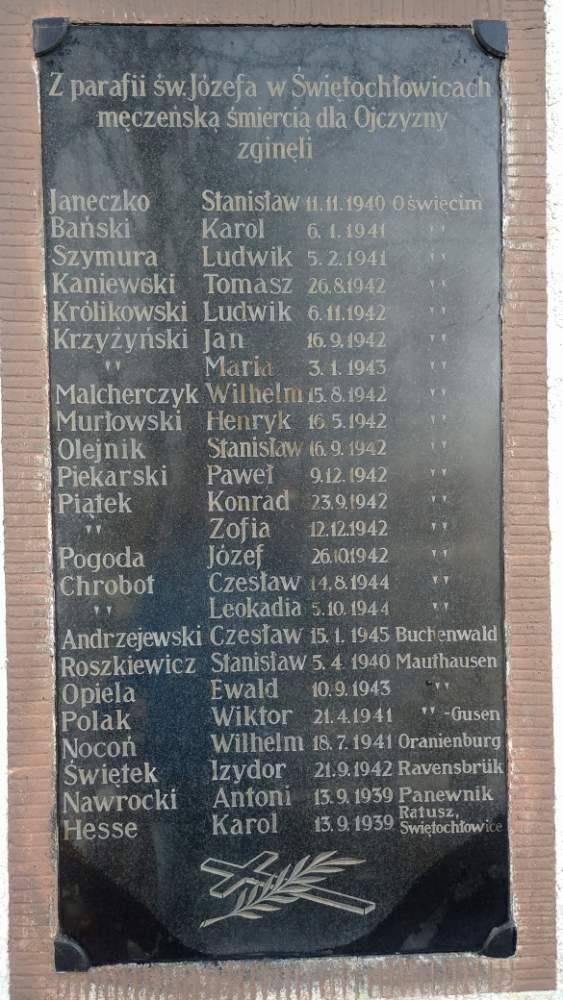 Z parafii św. Józefa w Świętochłowicach
męczeńską śmiercią dla Ojczyzny
zginęli
Janeczko Stanisław 11.11.1940 Oświęcim
Bański Karol 6.1.1941 "
Szymura Ludwik 5.2.1941 "
Kaniewski Tomasz 26.8.1942 "
Królikowski Ludwik 6.11.1942 "
Krzyżyński Jan 16.9.1942 "
" Maria 3.1.1943 "
Malcherczyk Wilhelm 15.8.1942 "
Murłowski Henryk 16.5.1942 "
Olejnik Stanisław 16.9.1942 "
Piekarski Paweł 9.12.1942 "
Piątek Konrad 23.9.1942 "
" Zofia 12.12.1942 "
Pogoda Józef 26.10.1942 "
Chrobot Czesław 14.8.1944 "
" Leokadia 5.10.1944 "
Andrzejewski Czesław 15.1.1945 Buchenwald
Roszkiewicz Stanisław 5.4.1940 Mauthausen
Opiela Ewald 10.9.1943 "
Polak Wiktor 21.4.1941 " -Gusen
Nocoń Wilhelm 18.7.1941 Oranienburg
Świętek Izydor 21.9.1942 Ravensbrük
Nawrocki Antoni 13.9.1939 Panewnik
Hesse Karol 13.9.1939 Ratusz, Świętochłowice